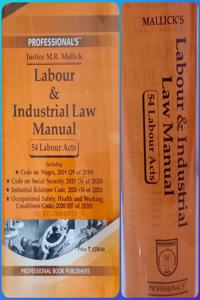 PROFESSIONAL'S
Justice M.R. Mallick
Labour
&
Industrial Law
Manual
54 Labour Acts
Including
★ Code on Wages, 2019 (29 of 2019)
★ Code on Social Security, 2020 (36 of 2020)
★ Industrial Relations Code, 2020 (35 of 2020)
★ Occupational Safety, Health and Working
Conditions Code, 2020 (37 of 2020)
PROFESSIONAL BOOK PUBLISHERS
MALLICK'S
Labour & Industrial
Law Manual
54 Labour Acts